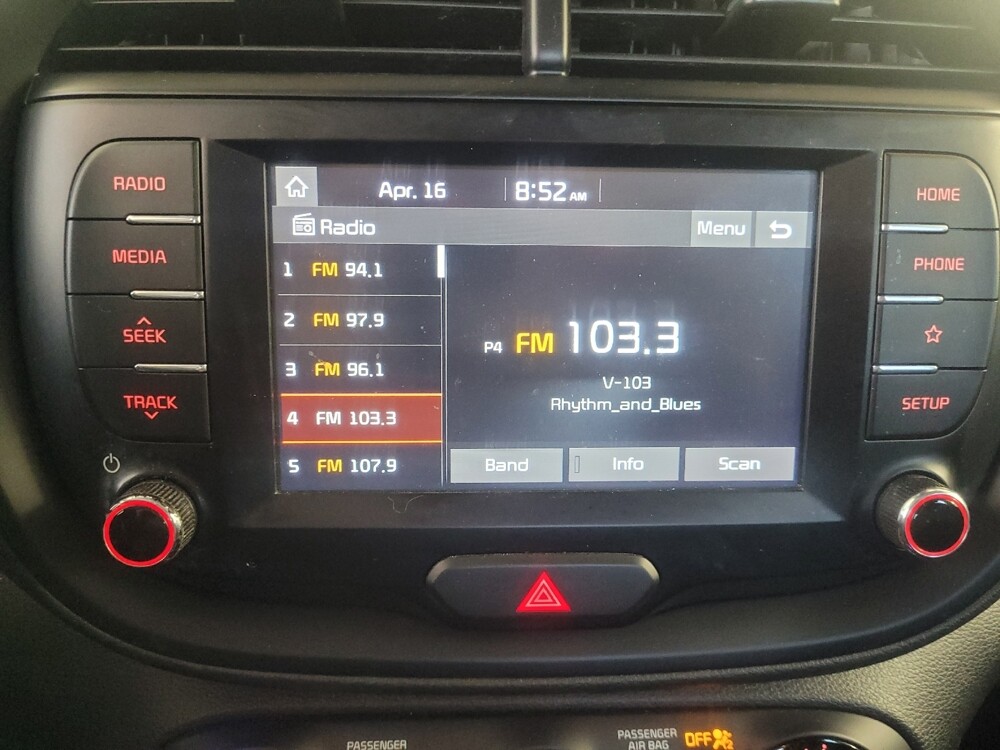 Apr. 16 8:52 AM
Radio Menu
1 FM 94.1
2 FM 97.9
3 FM 96.1
4 FM 103.3
5 FM 107.9
P4 FM 103.3
V-103
Rhythm_and_Blues
Band Info Scan
RADIO
MEDIA
SEEK
TRACK
HOME
PHONE
SETUP
PASSENGER
PASSENGER
AIR BAG
OFF
2